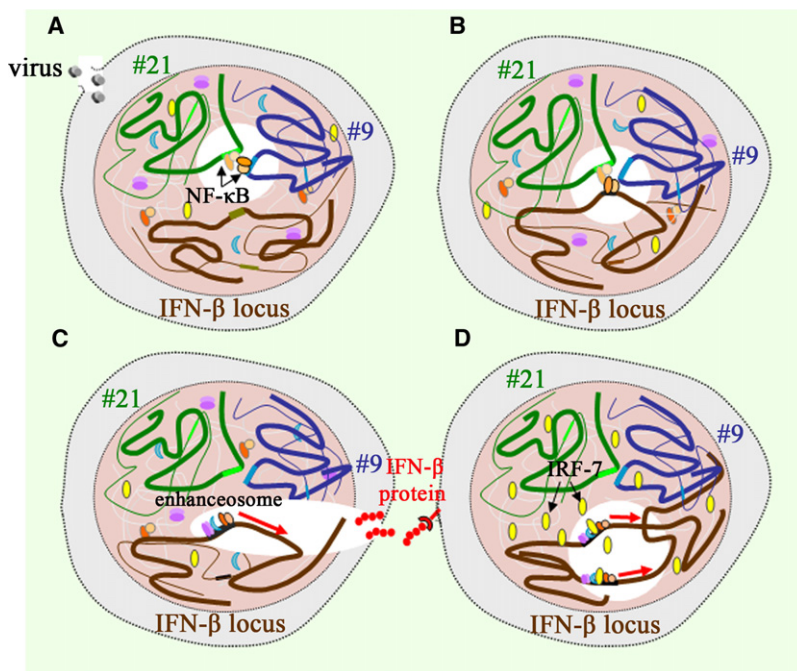 A
virus
#21
#9
NF-κB
IFN-β locus
B
#21
#9
IFN-β locus
C
#21
#9
enhanceosome
IFN-β locus
IFN-β
protein
D
#21
#9
IRF-7
IFN-β locus